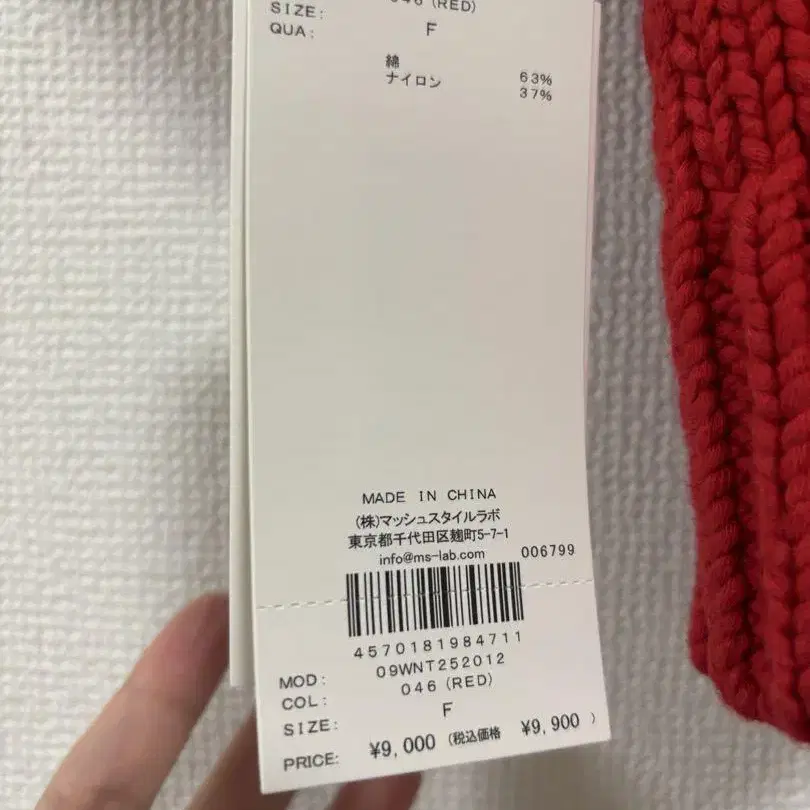 046 (RED)
SIZE: F
QUA:
綿 63%
ナイロン 37%
MADE IN CHINA
(株)マッシュスタイルラボ
東京都千代田区麹町5-7-1
info@ms-lab.com 006799
4570181984711
MOD: 09WNT252012
COL: 046 (RED)
SIZE: F
PRICE: ¥9,000 (税込価格 ¥9,900 )